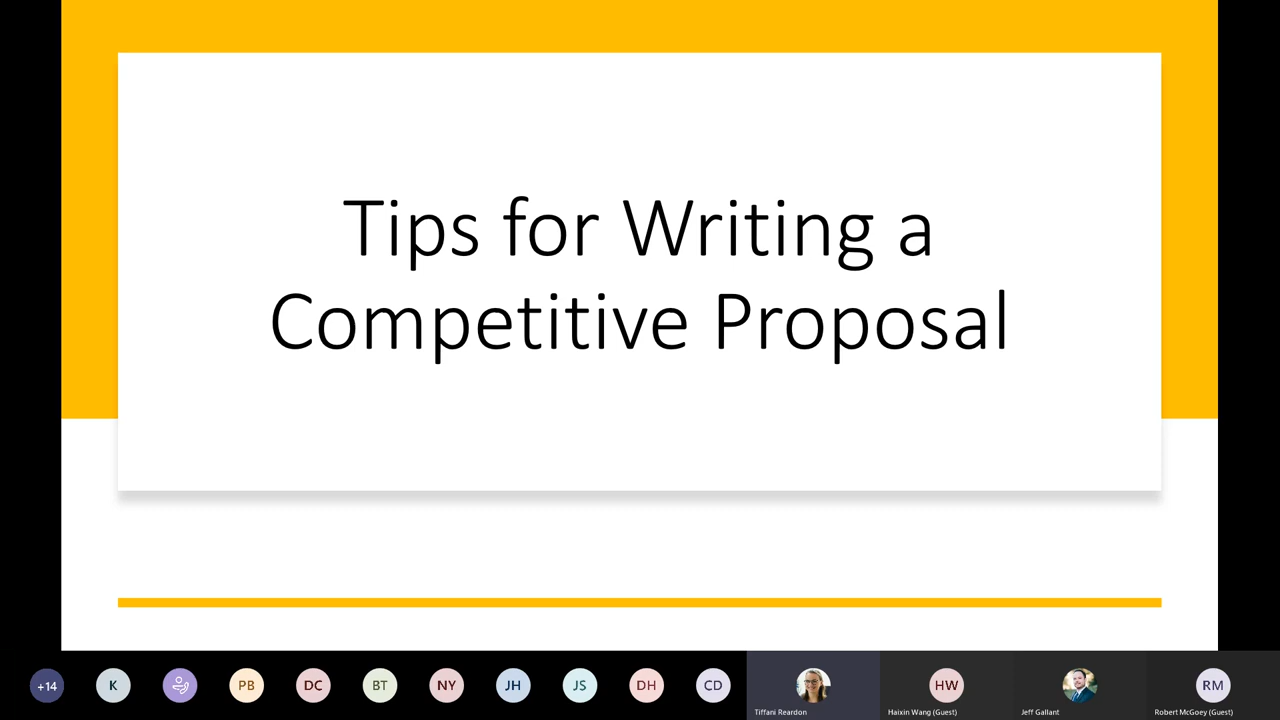 Tips for Writing a
Competitive Proposal
+14
K
PB
DC
BT
NY
JH
JS
DH
CD
Tiffani Reardon
HW
Haixin Wang (Guest)
Jeff Gallant
RM
Robert McGoey (Guest)